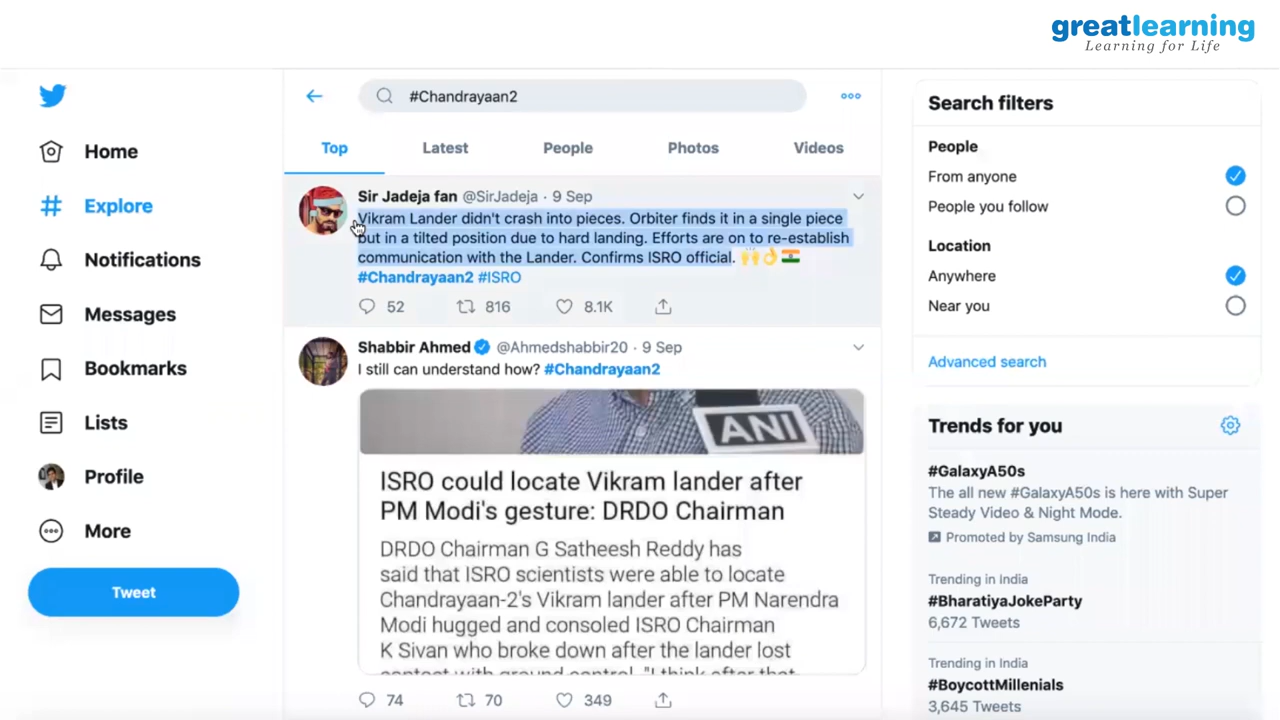 greatlearning
Learning for Life
#Chandrayaan2
Home
Explore
Notifications
Messages
Bookmarks
Lists
Profile
More
Tweet
Top
Latest
People
Photos
Videos
Sir Jadeja fan @SirJadeja · 9 Sep
Vikram Lander didn't crash into pieces. Orbiter finds it in a single piece
but in a tilted position due to hard landing. Efforts are on to re-establish
communication with the Lander. Confirms ISRO official. 🙌👌🇮🇳
#Chandrayaan2 #ISRO
52 816 8.1K
Shabbir Ahmed @Ahmedshabbir20 · 9 Sep
I still can understand how? #Chandrayaan2
ANI
ISRO could locate Vikram lander after
PM Modi's gesture: DRDO Chairman
DRDO Chairman G Satheesh Reddy has
said that ISRO scientists were able to locate
Chandrayaan-2's Vikram lander after PM Narendra
Modi hugged and consoled ISRO Chairman
K Sivan who broke down after the lander lost
contact with ground control. "I think after that
74 70 349
Search filters
People
From anyone
People you follow
Location
Anywhere
Near you
Advanced search
Trends for you
#GalaxyA50s
The all new #GalaxyA50s is here with Super
Steady Video & Night Mode.
Promoted by Samsung India
Trending in India
#BharatiyaJokeParty
6,672 Tweets
Trending in India
#BoycottMillenials
3,645 Tweets